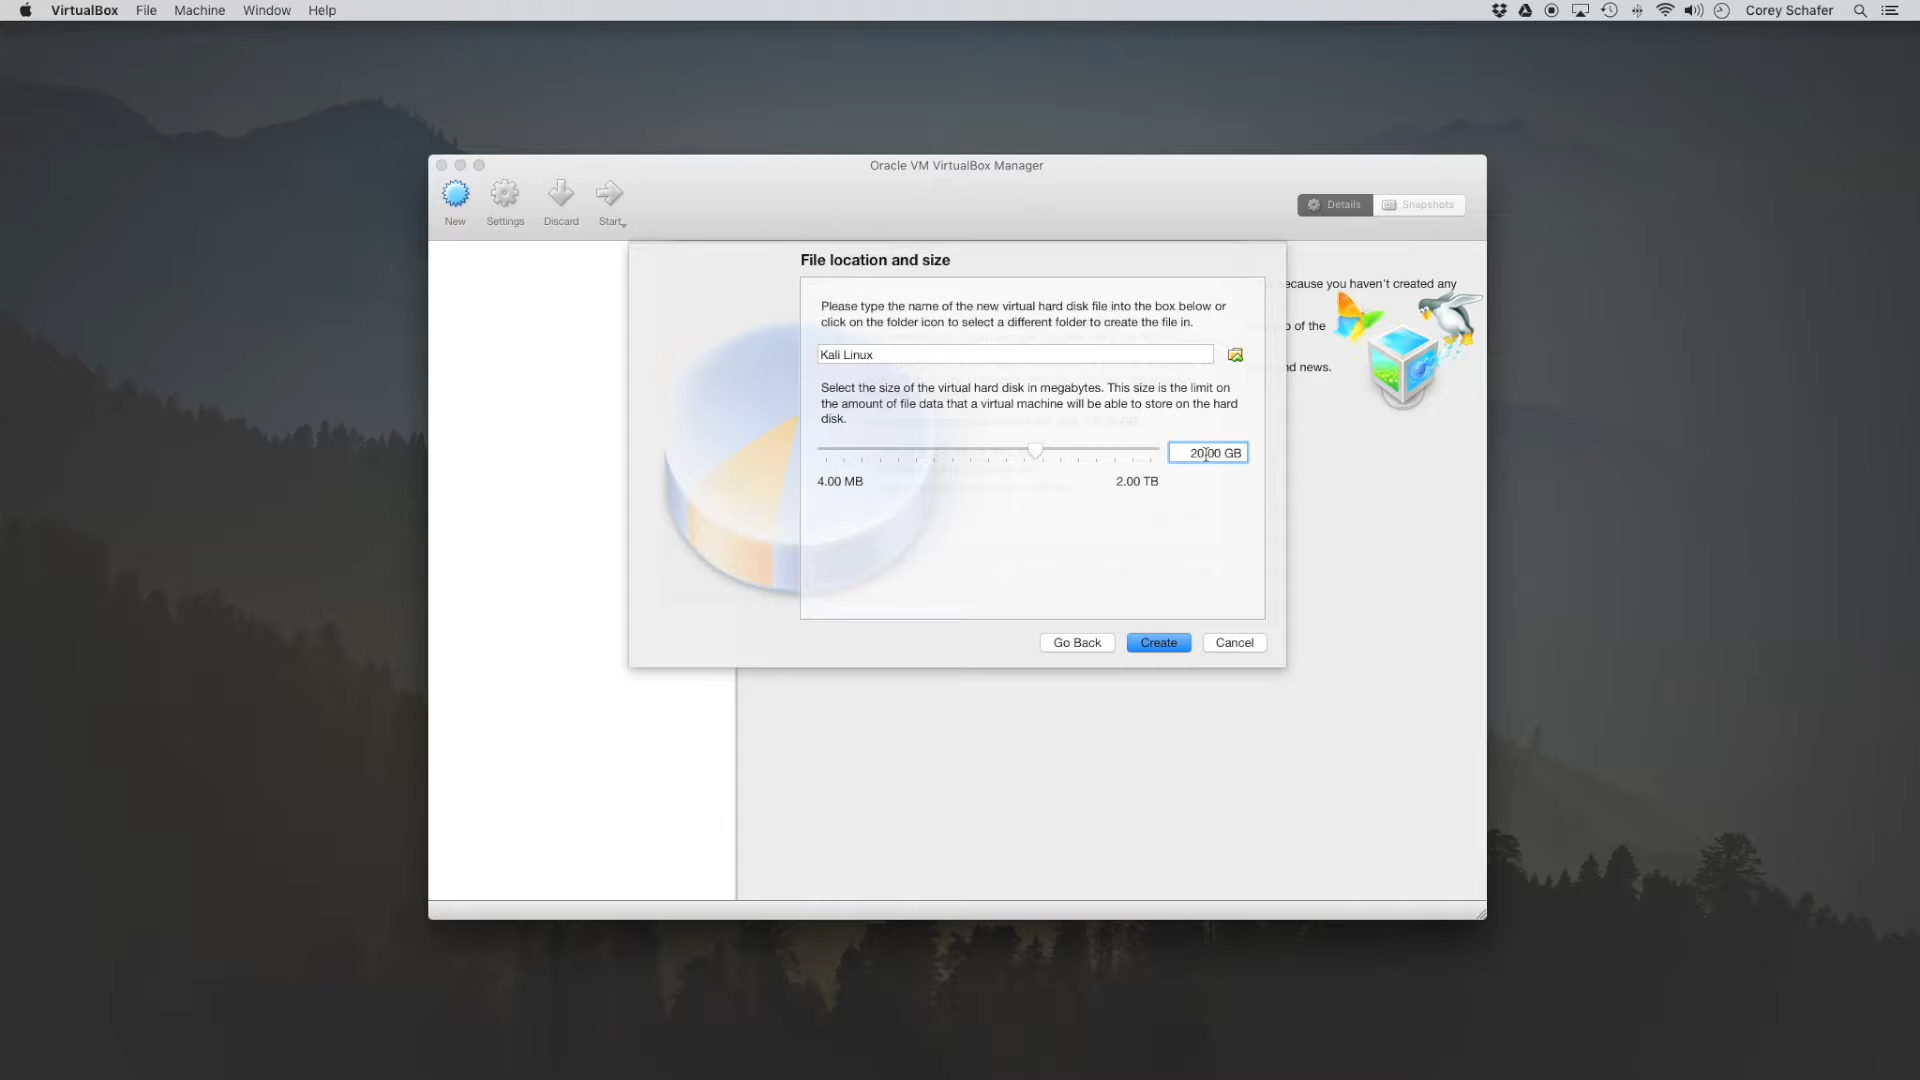 VirtualBox File Machine Window Help Corey Schafer
Oracle VM VirtualBox Manager
New Settings Discard Start
Details Snapshots
File location and size
ecause you haven't created any
Please type the name of the new virtual hard disk file into the box below or
click on the folder icon to select a different folder to create the file in.
of the
Kali Linux
nd news.
Select the size of the virtual hard disk in megabytes. This size is the limit on
the amount of file data that a virtual machine will be able to store on the hard
disk.
20.00 GB
4.00 MB 2.00 TB
Go Back Create Cancel